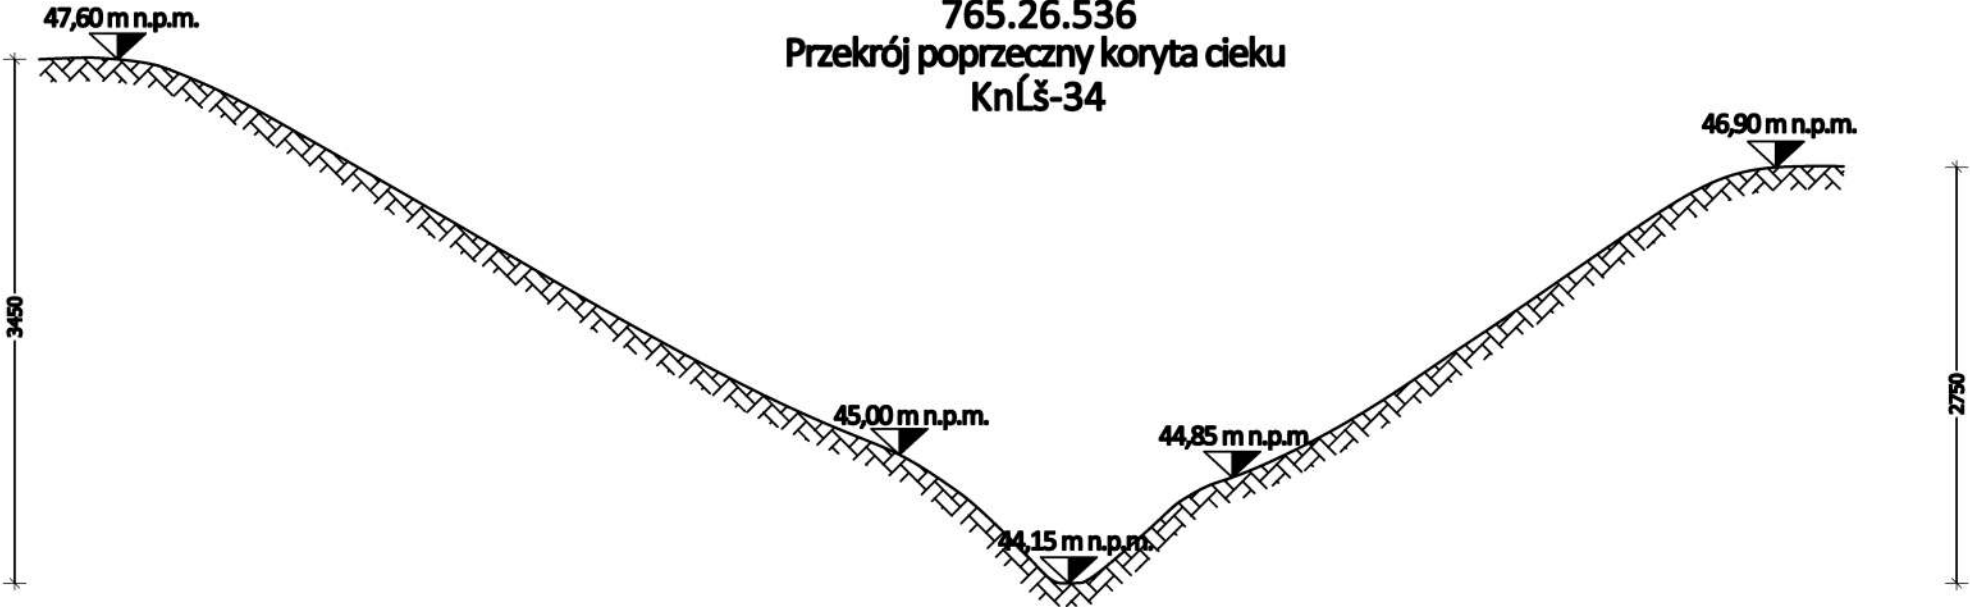 765.26.536
Przekrój poprzeczny koryta cieku
KnĹš-34
47,60 m n.p.m.
46,90 m n.p.m.
3450
2750
45,00 m n.p.m.
44,85 m n.p.m.
44,15 m n.p.m.